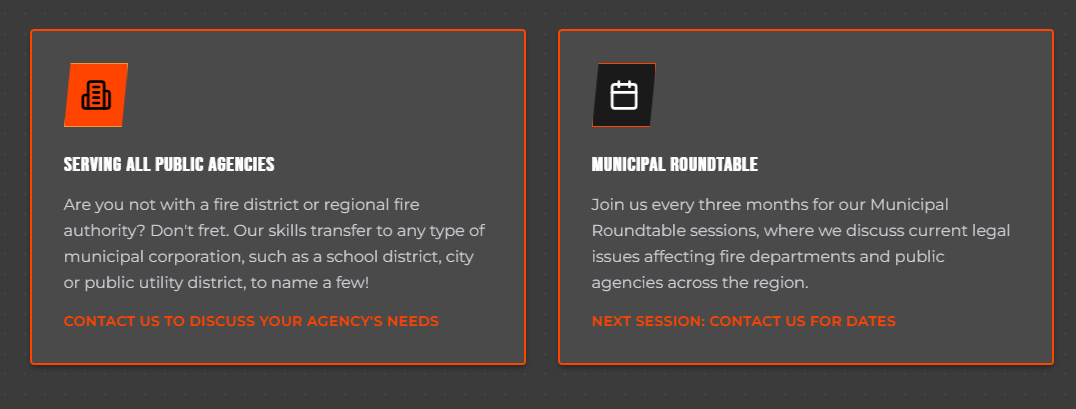 SERVING ALL PUBLIC AGENCIES
Are you not with a fire district or regional fire
authority? Don't fret. Our skills transfer to any type of
municipal corporation, such as a school district, city
or public utility district, to name a few!
CONTACT US TO DISCUSS YOUR AGENCY'S NEEDS
MUNICIPAL ROUNDTABLE
Join us every three months for our Municipal
Roundtable sessions, where we discuss current legal
issues affecting fire departments and public
agencies across the region.
NEXT SESSION: CONTACT US FOR DATES